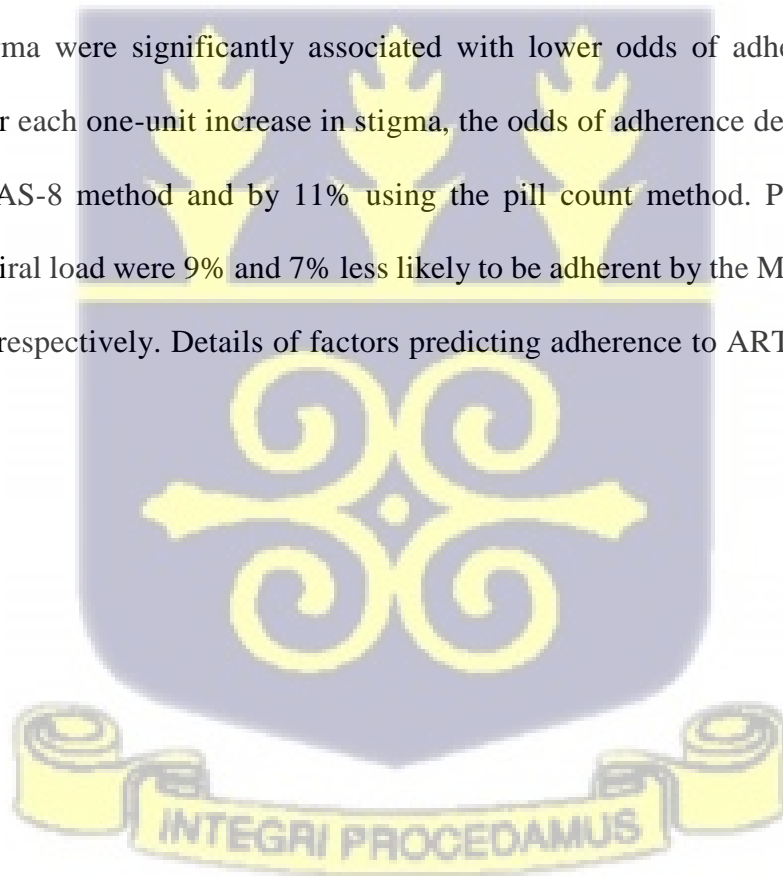 gma were significantly associated with lower odds of adhe
r each one-unit increase in stigma, the odds of adherence de
AS-8 method and by 11% using the pill count method. P
iral load were 9% and 7% less likely to be adherent by the M
respectively. Details of factors predicting adherence to ART
INTEGRI PROCEDAMUS